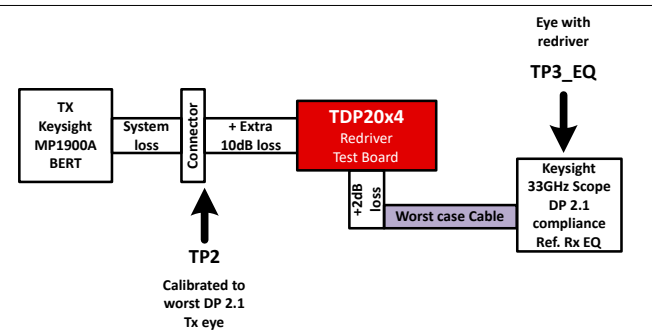 Eye with
redriver
TP3_EQ
TX
Keysight
MP1900A
BERT
System
loss
Connector
+ Extra
10dB loss
TDP20x4
Redriver
Test Board
+2dB
loss
Worst case Cable
Keysight
33GHz Scope
DP 2.1
compliance
Ref. Rx EQ
TP2
Calibrated to
worst DP 2.1
Tx eye